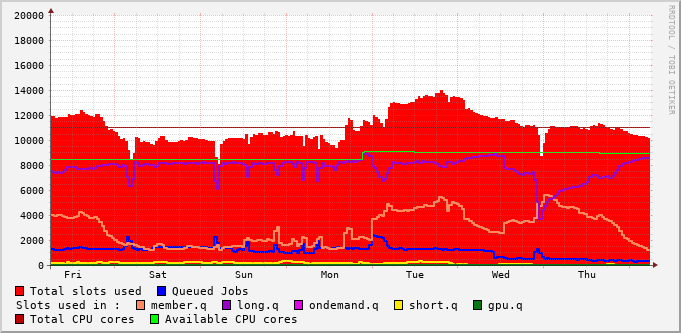 RRDTOOL / TOBI OETIKER
20000
18000
16000
14000
12000
10000
8000
6000
4000
2000
0
Fri Sat Sun Mon Tue Wed Thu
Total slots used Queued Jobs
Slots used in : member.q long.q ondemand.q short.q gpu.q
Total CPU cores Available CPU cores